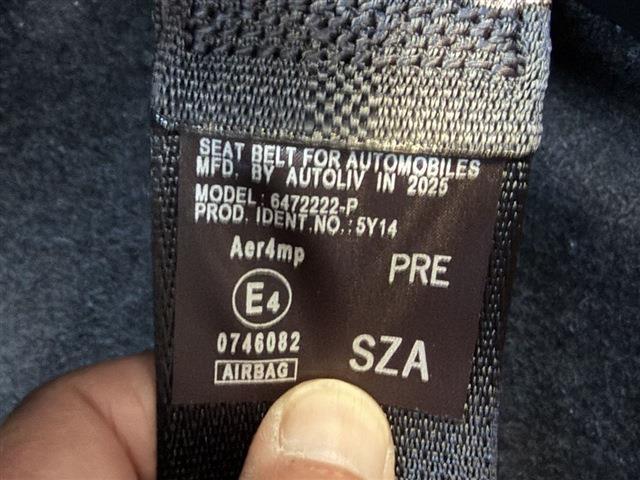 SEAT BELT FOR AUTOMOBILES
MFD. BY AUTOLIV IN 2025
MODEL: 6472222-P
PROD. IDENT.NO.: 5Y14
Aer4mp
PRE
E4
0746082
SZA
AIRBAG